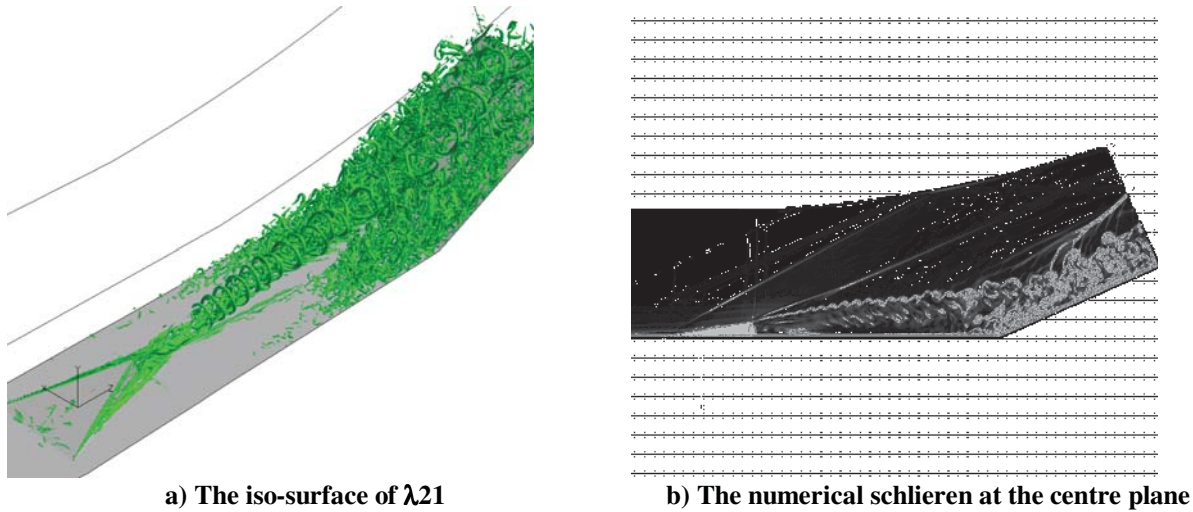 a) The iso-surface of λ21
b) The numerical schlieren at the centre plane